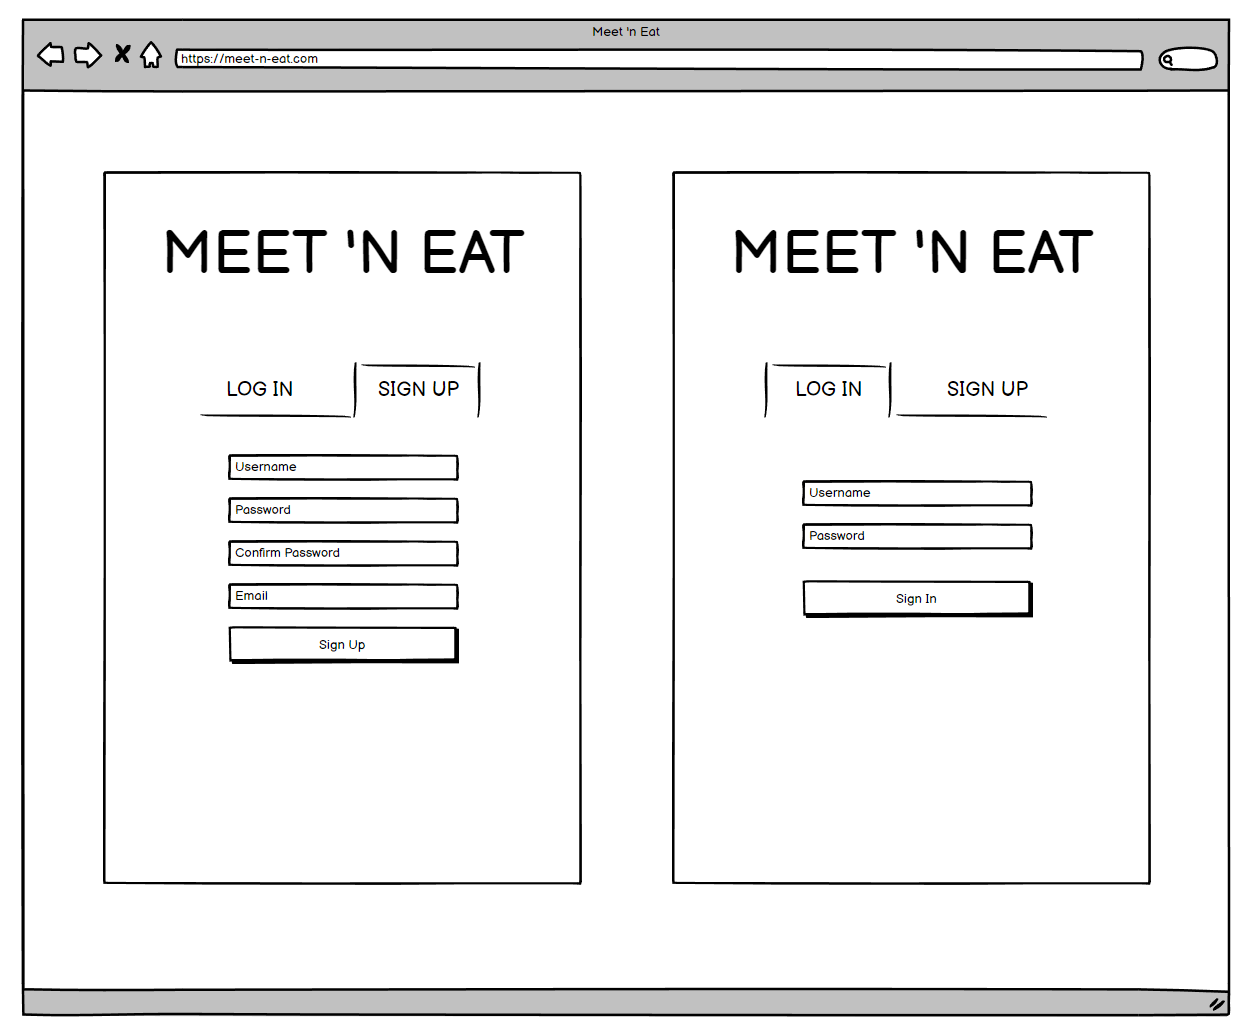 Meet 'n Eat
https://meet-n-eat.com
MEET 'N EAT
LOG IN
SIGN UP
Username
Password
Confirm Password
Email
Sign Up
MEET 'N EAT
LOG IN
SIGN UP
Username
Password
Sign In